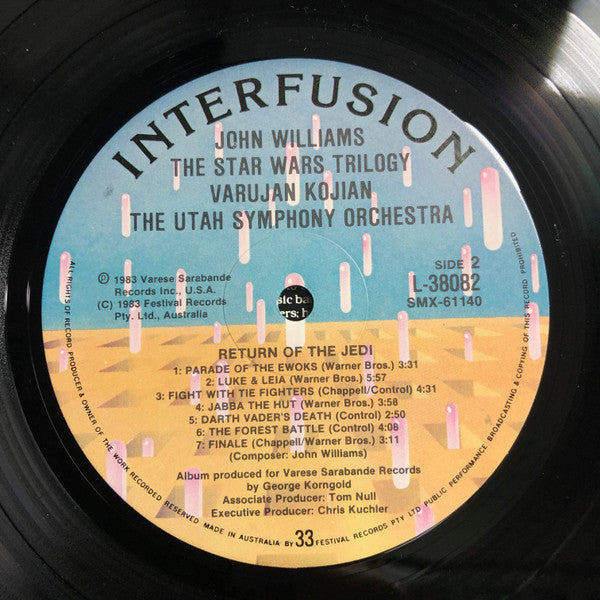 INTERFUSION
JOHN WILLIAMS
THE STAR WARS TRILOGY
VARUJAN KOJIAN
THE UTAH SYMPHONY ORCHESTRA
℗ 1983 Varese Sarabande
Records Inc., U.S.A.
(C) 1983 Festival Records
Pty. Ltd., Australia
SIDE 2
L-38082
SMX-61140
sic ba
ers; h
RETURN OF THE JEDI
1: PARADE OF THE EWOKS (Warner Bros.) 3:31
2: LUKE & LEIA (Warner Bros.) 5:57
3: FIGHT WITH TIE FIGHTERS (Chappell/Control) 4:31
4: JABBA THE HUT (Warner Bros.) 3:58
5: DARTH VADER'S DEATH (Control) 2:50
6: THE FOREST BATTLE (Control) 4:08
7: FINALE (Chappell/Warner Bros.) 3:11
(Composer: John Williams)
Album produced for Varese Sarabande Records
by George Korngold
Associate Producer: Tom Null
Executive Producer: Chris Kuchler
ALL RIGHTS OF RECORD PRODUCER & OWNER OF THE WORK RECORDED RESERVED MADE IN AUSTRALIA BY 33 FESTIVAL RECORDS PTY LTD PUBLIC PERFORMANCE BROADCASTING & COPYING OF THIS RECORD PROHIBITED